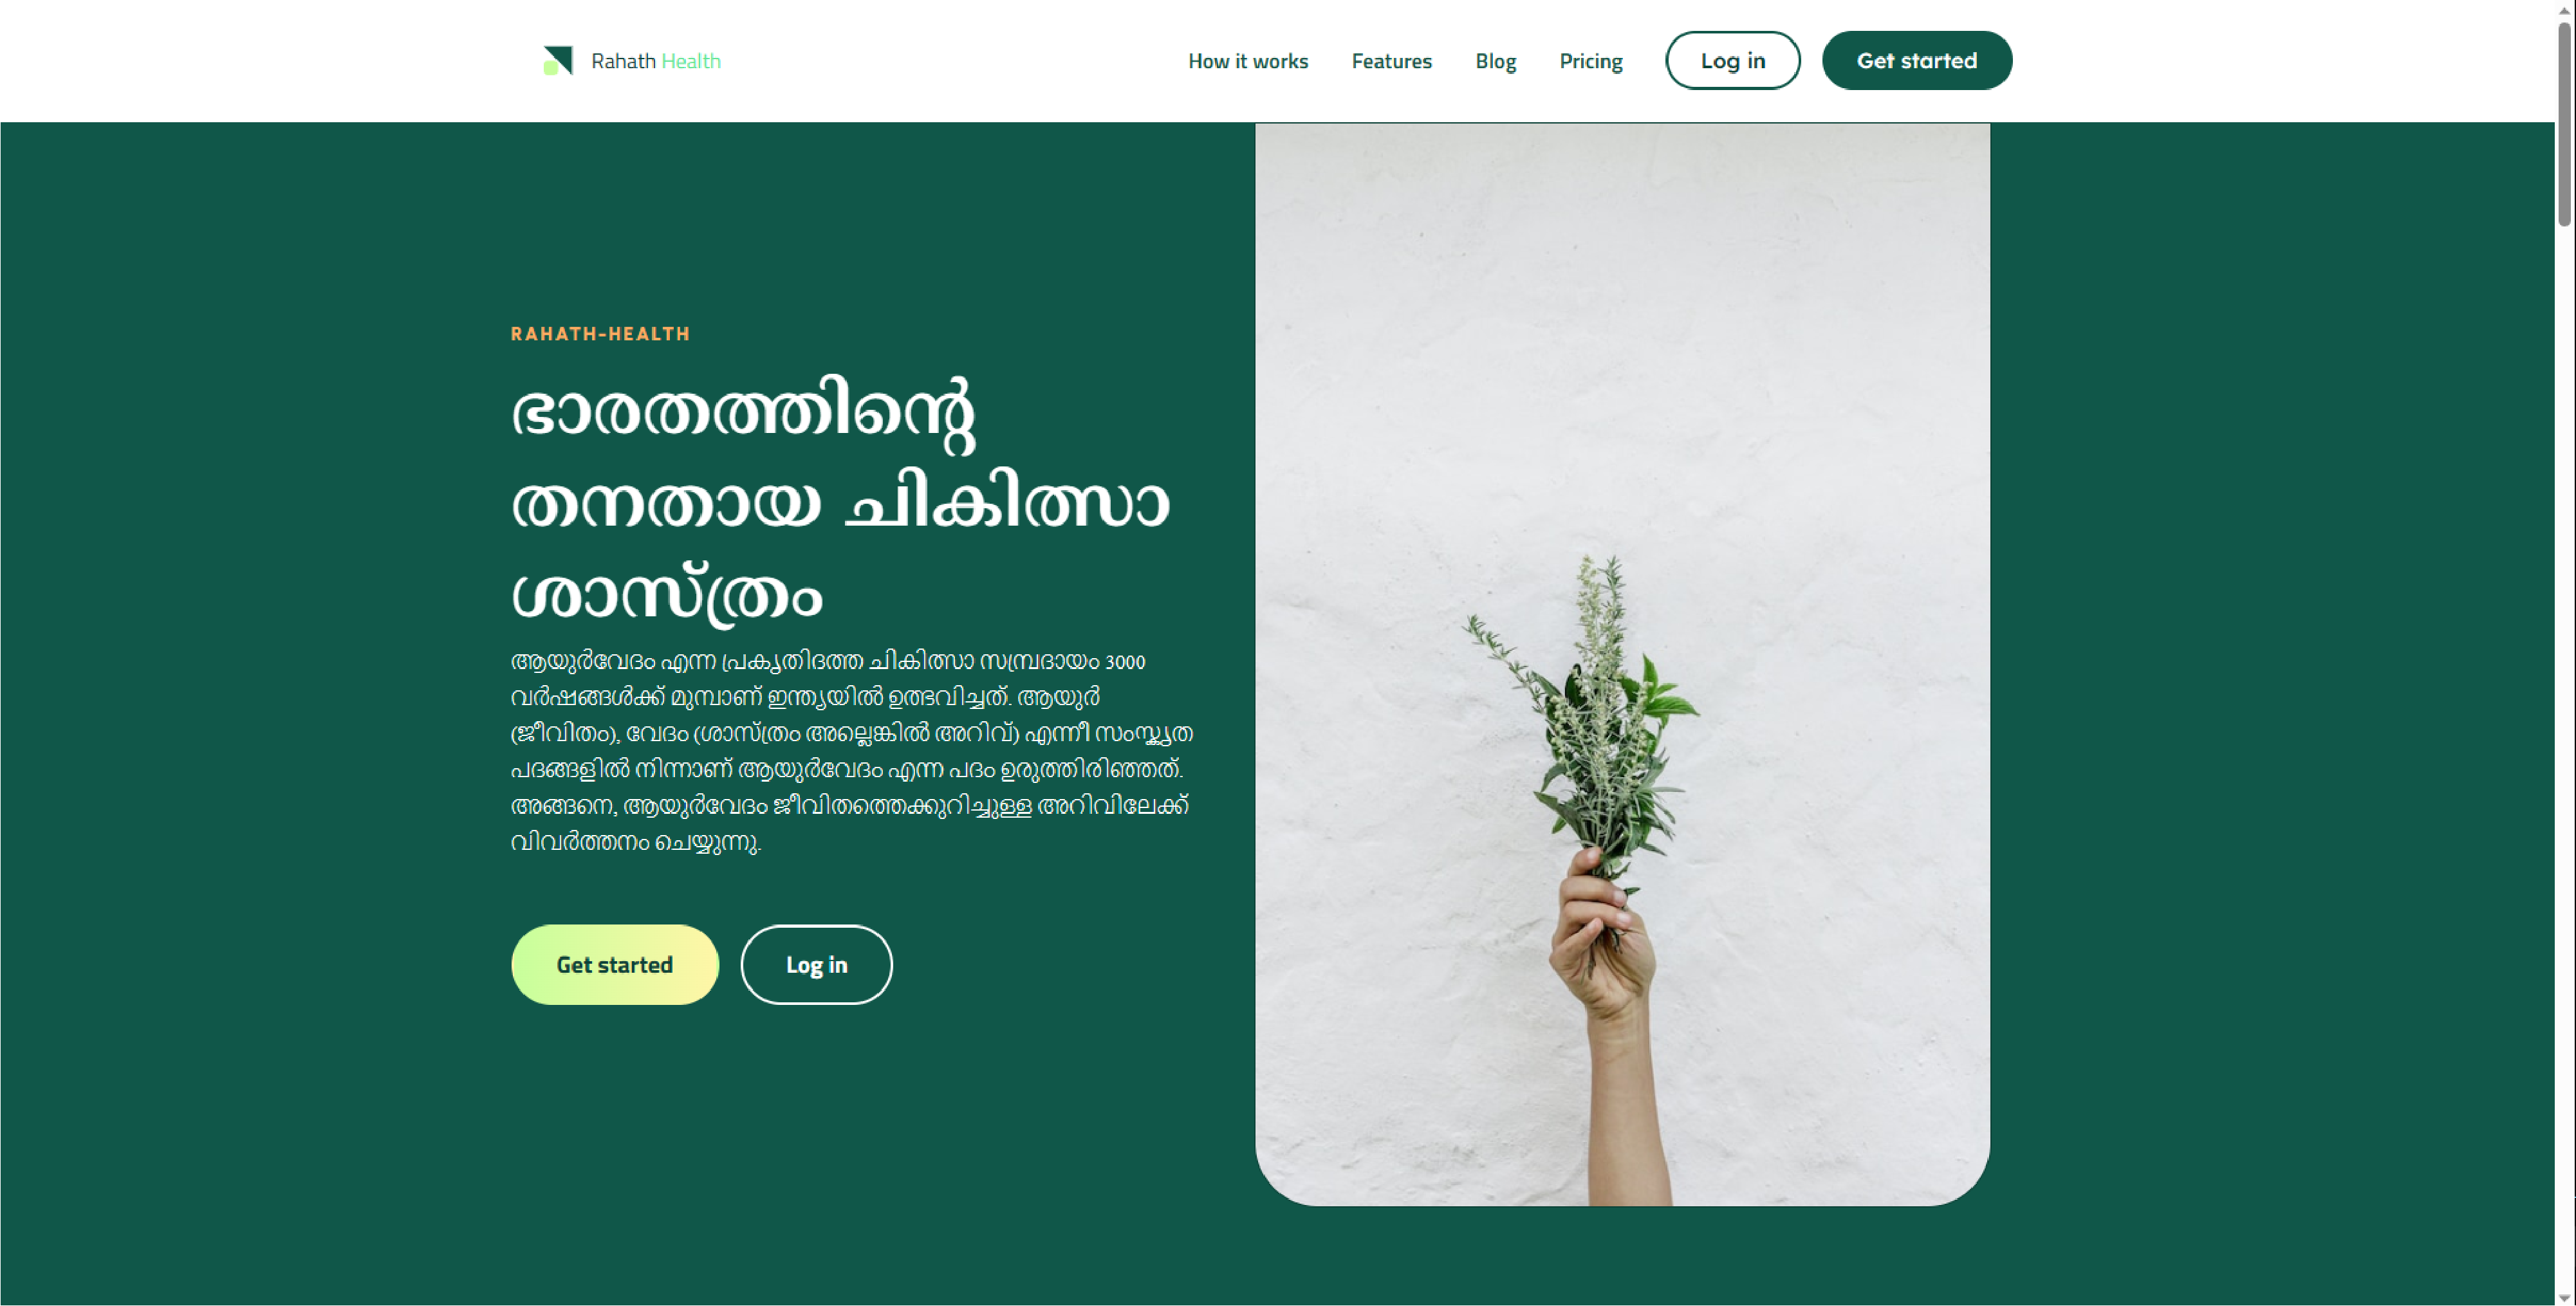 Rahath Health
How it works
Features
Blog
Pricing
Log in
Get started
RAHATH-HEALTH
ഭാരതത്തിന്റെ
തനതായ ചികിത്സാ
ശാസ്ത്രം
ആയുർവേദം എന്ന പ്രകൃതിദത്ത ചികിത്സാ സമ്പ്രദായം 3000
വർഷങ്ങൾക്ക് മുമ്പാണ് ഇന്ത്യയിൽ ഉത്ഭവിച്ചത്. ആയുർ
(ജീവിതം), വേദം (ശാസ്ത്രം അല്ലെങ്കിൽ അറിവ്) എന്നീ സംസ്കൃത
പദങ്ങളിൽ നിന്നാണ് ആയുർവേദം എന്ന പദം ഉരുത്തിരിഞ്ഞത്.
അങ്ങനെ, ആയുർവേദം ജീവിതത്തെക്കുറിച്ചുള്ള അറിവിലേക്ക്
വിവർത്തനം ചെയ്യുന്നു.
Get started
Log in